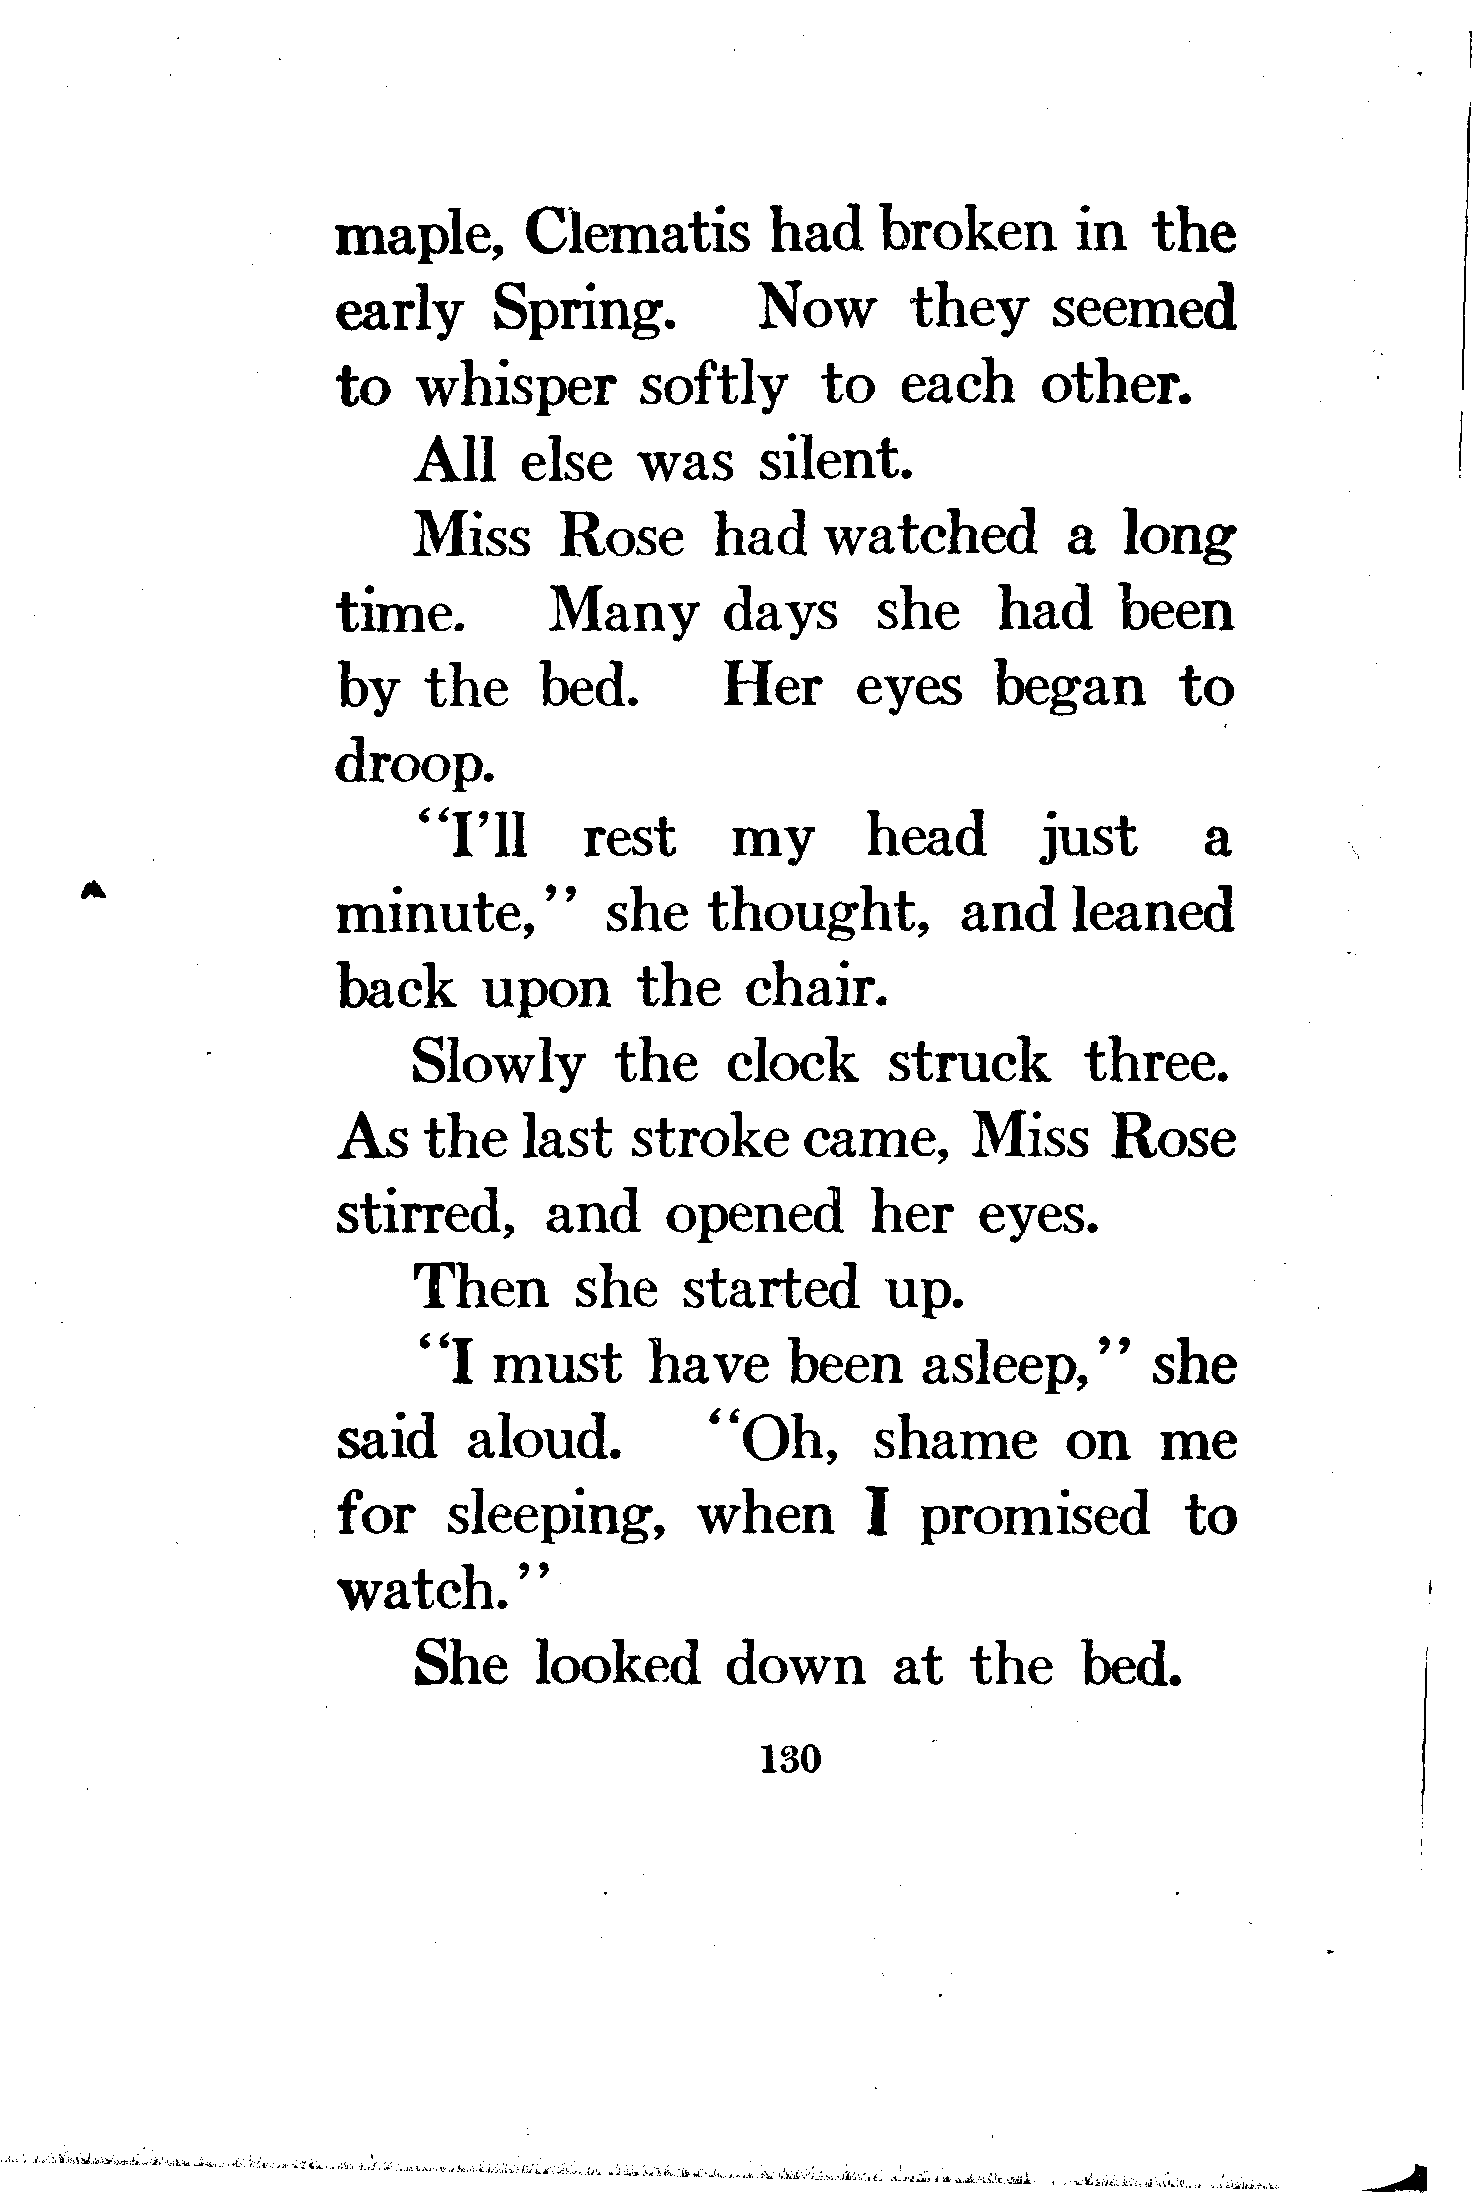 maple, Clematis had broken in the
early Spring. Now they seemed
to whisper softly to each other.
All else was silent.
Miss Rose had watched a long
time. Many days she had been
by the bed. Her eyes began to
droop.
“I’ll rest my head just a
minute,” she thought, and leaned
back upon the chair.
Slowly the clock struck three.
As the last stroke came, Miss Rose
stirred, and opened her eyes.
Then she started up.
“I must have been asleep,” she
said aloud. “Oh, shame on me
for sleeping, when I promised to
watch.”
She looked down at the bed.
130